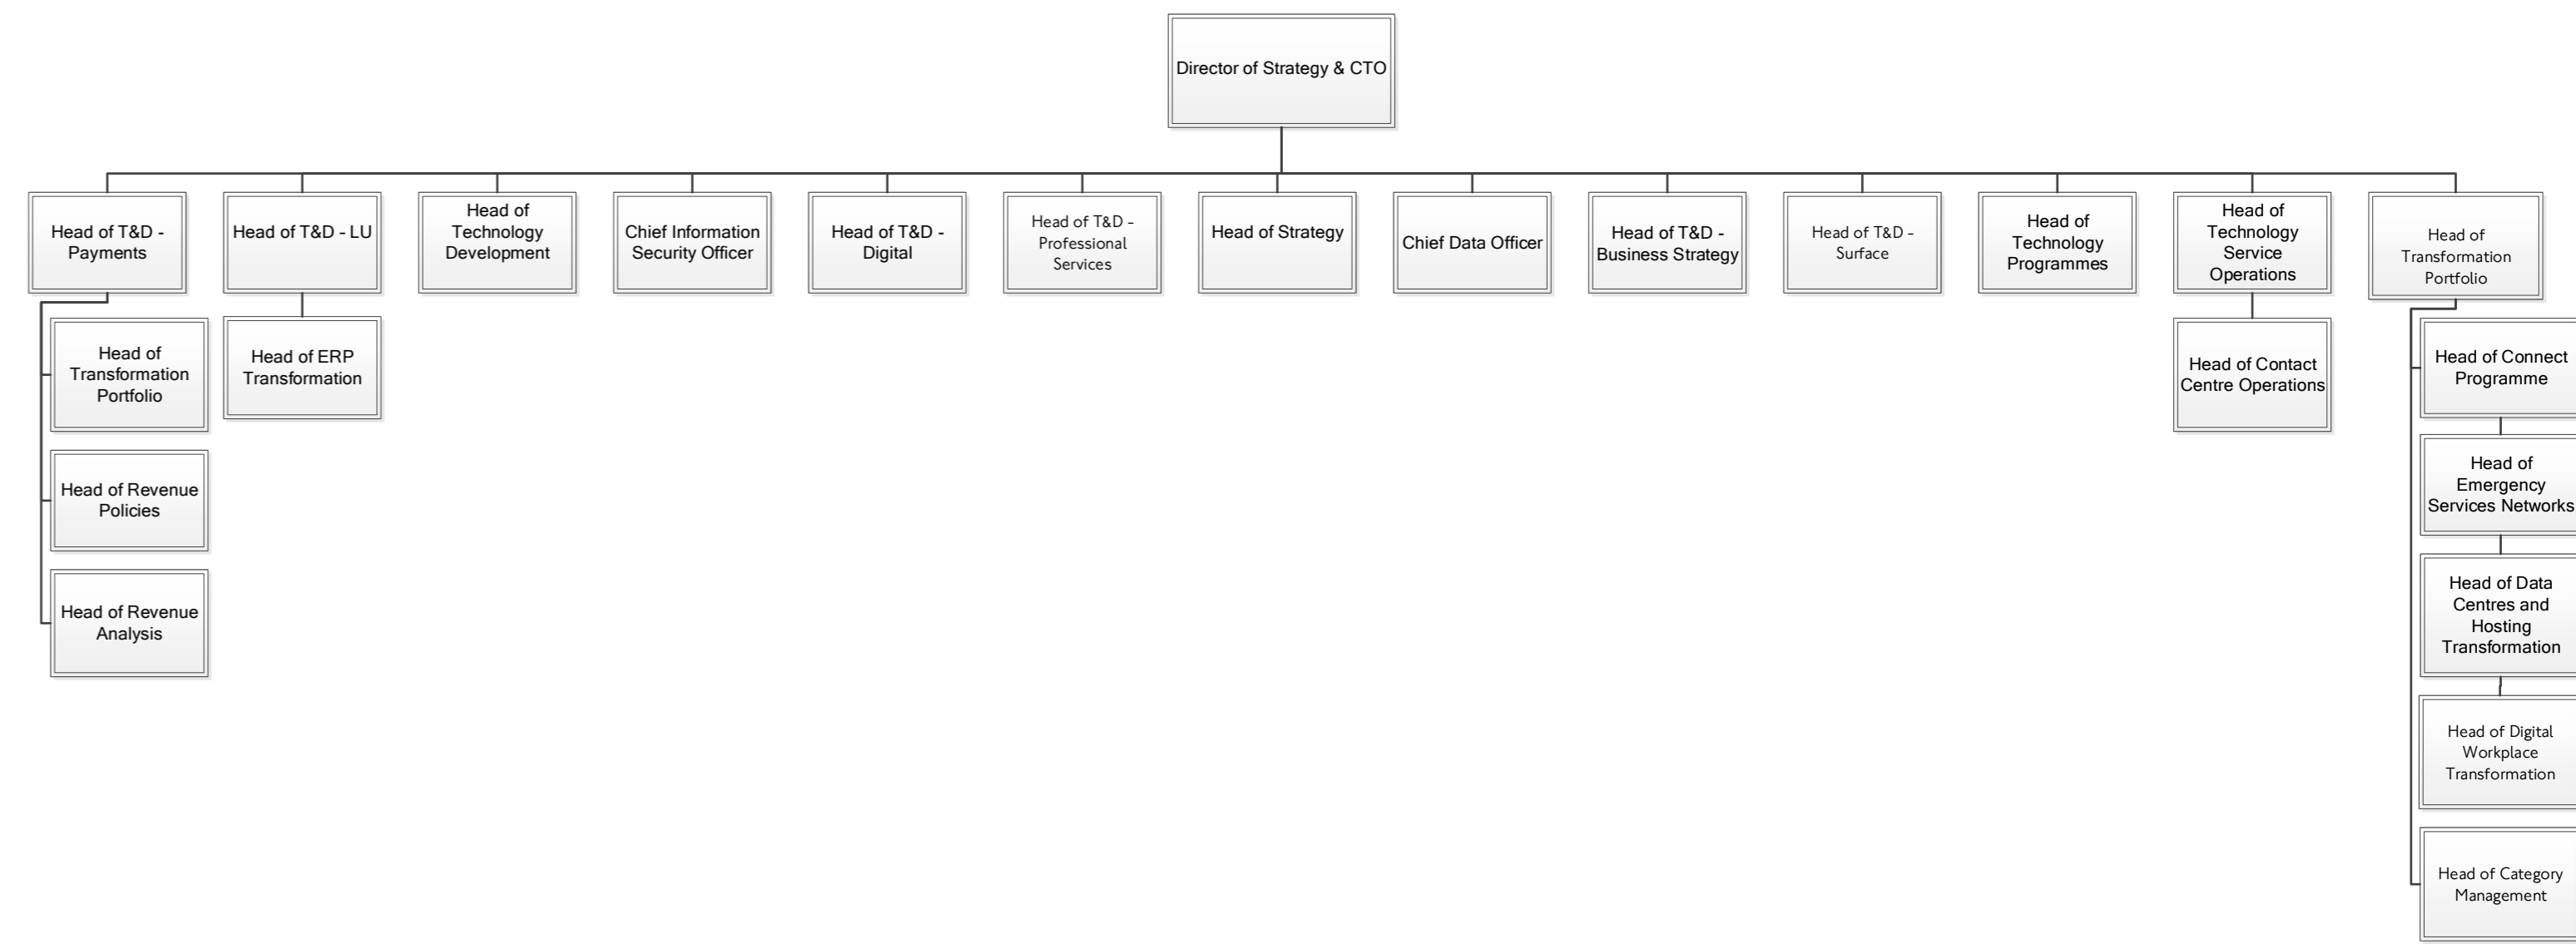 Director of Strategy & CTO
Head of T&D -
Payments
Head of T&D - LU
Head of
Technology
Development
Chief Information
Security Officer
Head of T&D -
Digital
Head of T&D -
Professional
Services
Head of Strategy
Chief Data Officer
Head of T&D -
Business Strategy
Head of T&D -
Surface
Head of
Technology
Programmes
Head of
Technology
Service
Operations
Head of
Transformation
Portfolio
Head of
Transformation
Portfolio
Head of Revenue
Policies
Head of Revenue
Analysis
Head of ERP
Transformation
Head of Contact
Centre Operations
Head of Connect
Programme
Head of
Emergency
Services Networks
Head of Data
Centres and
Hosting
Transformation
Head of Digital
Workplace
Transformation
Head of Category
Management